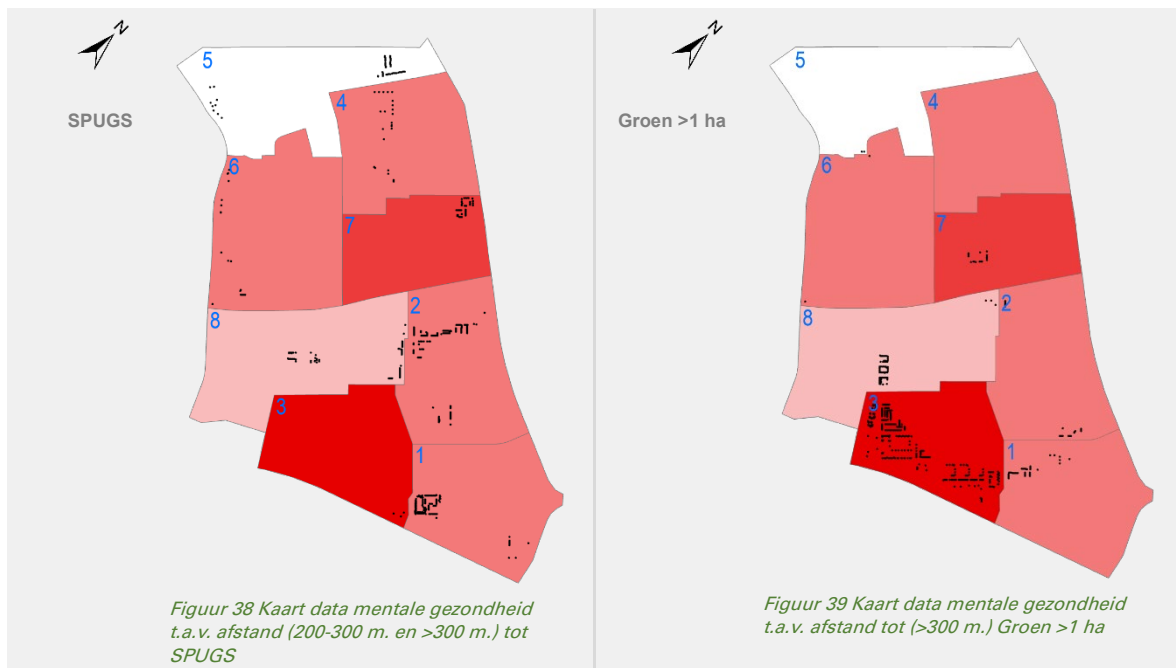 N
SPUGS
5
4
6
7
8
2
3
1
Figuur 38 Kaart data mentale gezondheid
t.a.v. afstand (200-300 m. en >300 m.) tot
SPUGS
N
Groen >1 ha
5
4
6
7
8
2
3
1
Figuur 39 Kaart data mentale gezondheid
t.a.v. afstand tot (>300 m.) Groen >1 ha